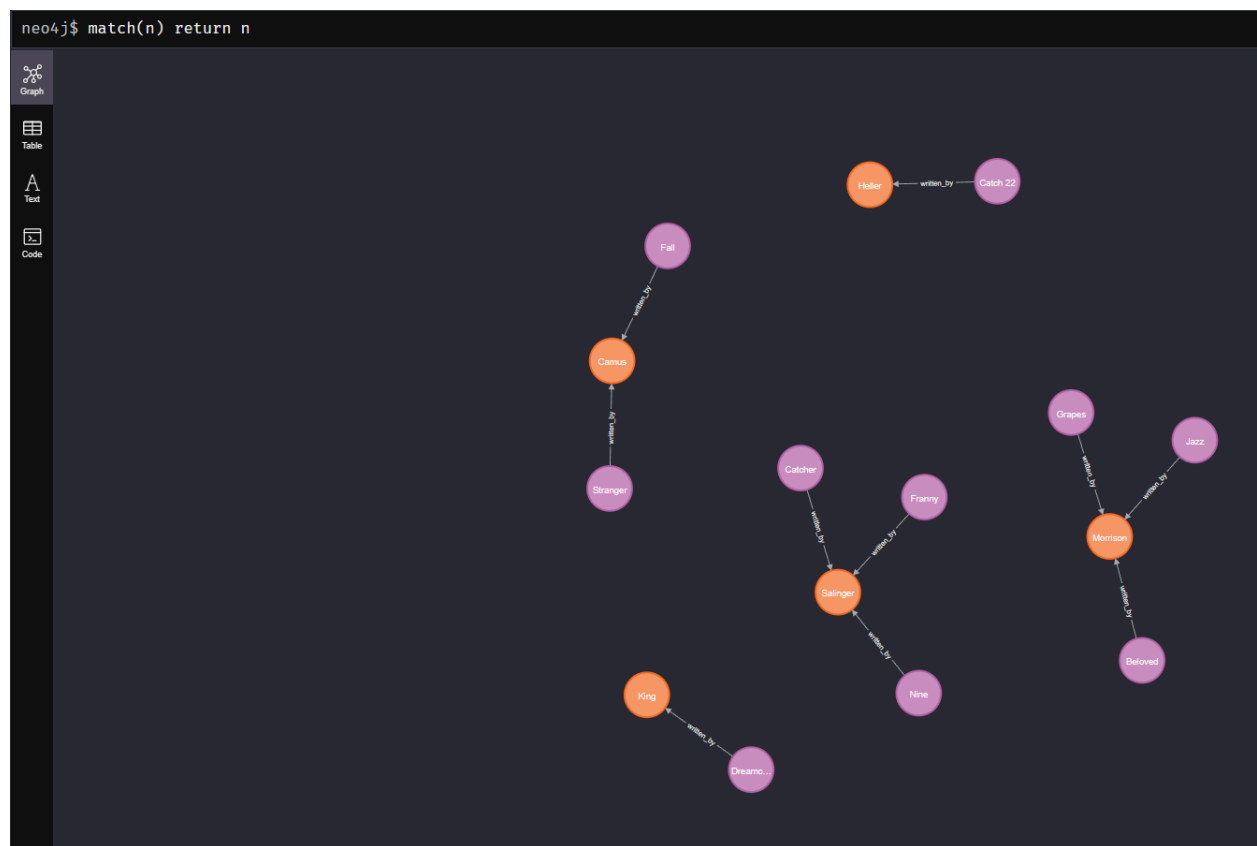 neo4j$ match(n) return n
Graph
Table
Text
Code
Heller
written_by
Catch 22
Fall
written_by
Camus
written_by
Stranger
Grapes
Jazz
written_by
written_by
Morrison
written_by
Beloved
Catcher
Franny
written_by
written_by
Salinger
written_by
Nine
King
written_by
Dreamc...